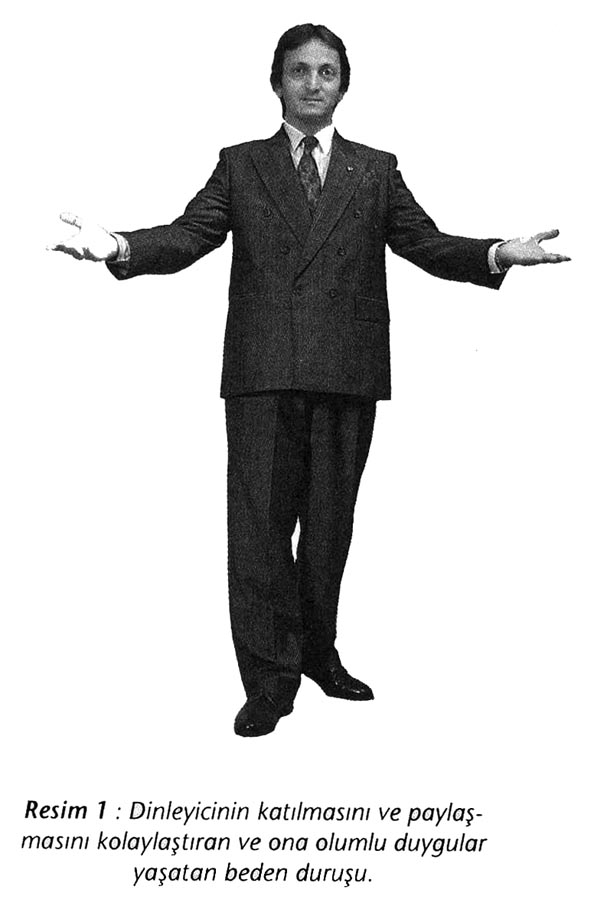 Resim 1 : Dinleyicinin katılmasını ve paylaş-
masını kolaylaştıran ve ona olumlu duygular
yaşatan beden duruşu.